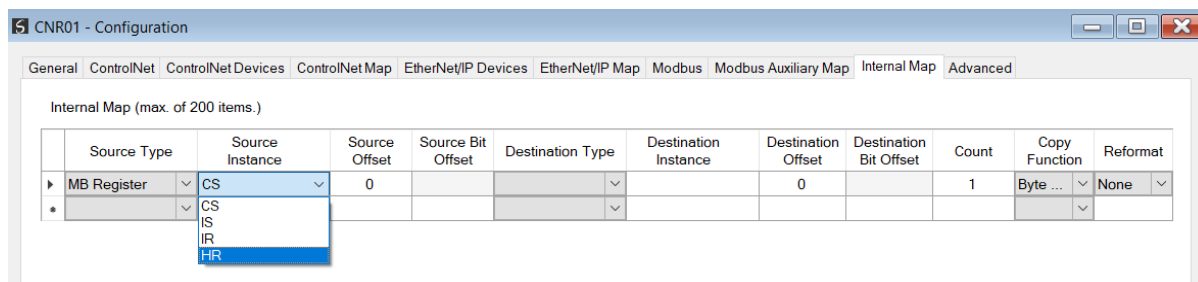 CNR01 - Configuration
General ControlNet ControlNet Devices ControlNet Map EtherNet/IP Devices EtherNet/IP Map Modbus Modbus Auxiliary Map Internal Map Advanced
Internal Map (max. of 200 items.)
Source Type Source Instance Source Offset Source Bit Offset Destination Type Destination Instance Destination Offset Destination Bit Offset Count Copy Function Reformat
MB Register CS 0 0 1 Byte ... None
CS
IS
IR
HR